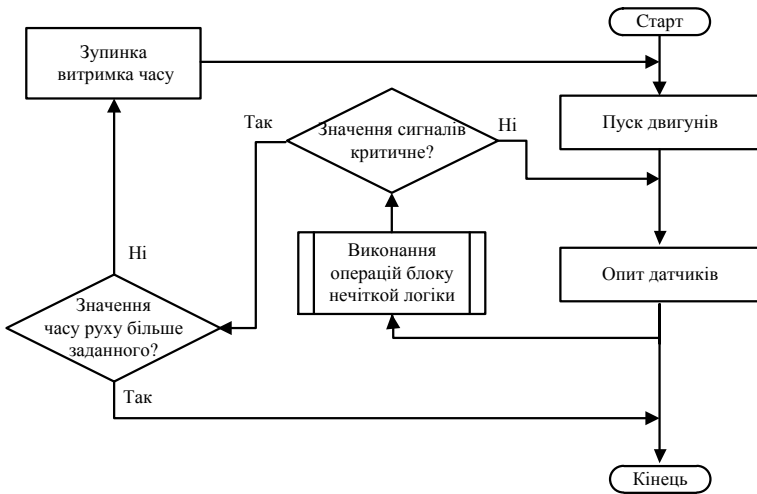 Старт
Зупинка
витримка часу
Пуск двигунів
Так
Значення сигналів
критичне?
Ні
Виконання
операцій блоку
нечіткої логіки
Опит датчиків
Ні
Значення
часу руху більше
заданного?
Так
Кінець